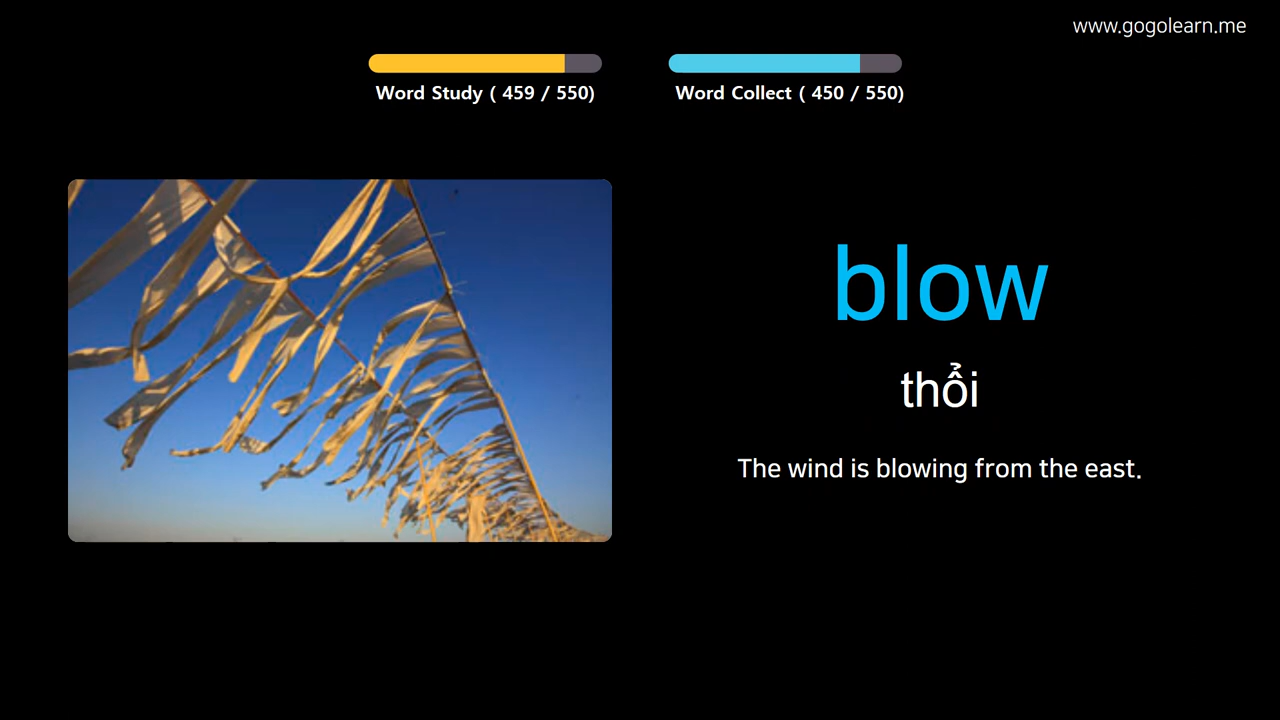 www.gogolearn.me
Word Study ( 459 / 550)
Word Collect ( 450 / 550)
blow
thổi
The wind is blowing from the east.